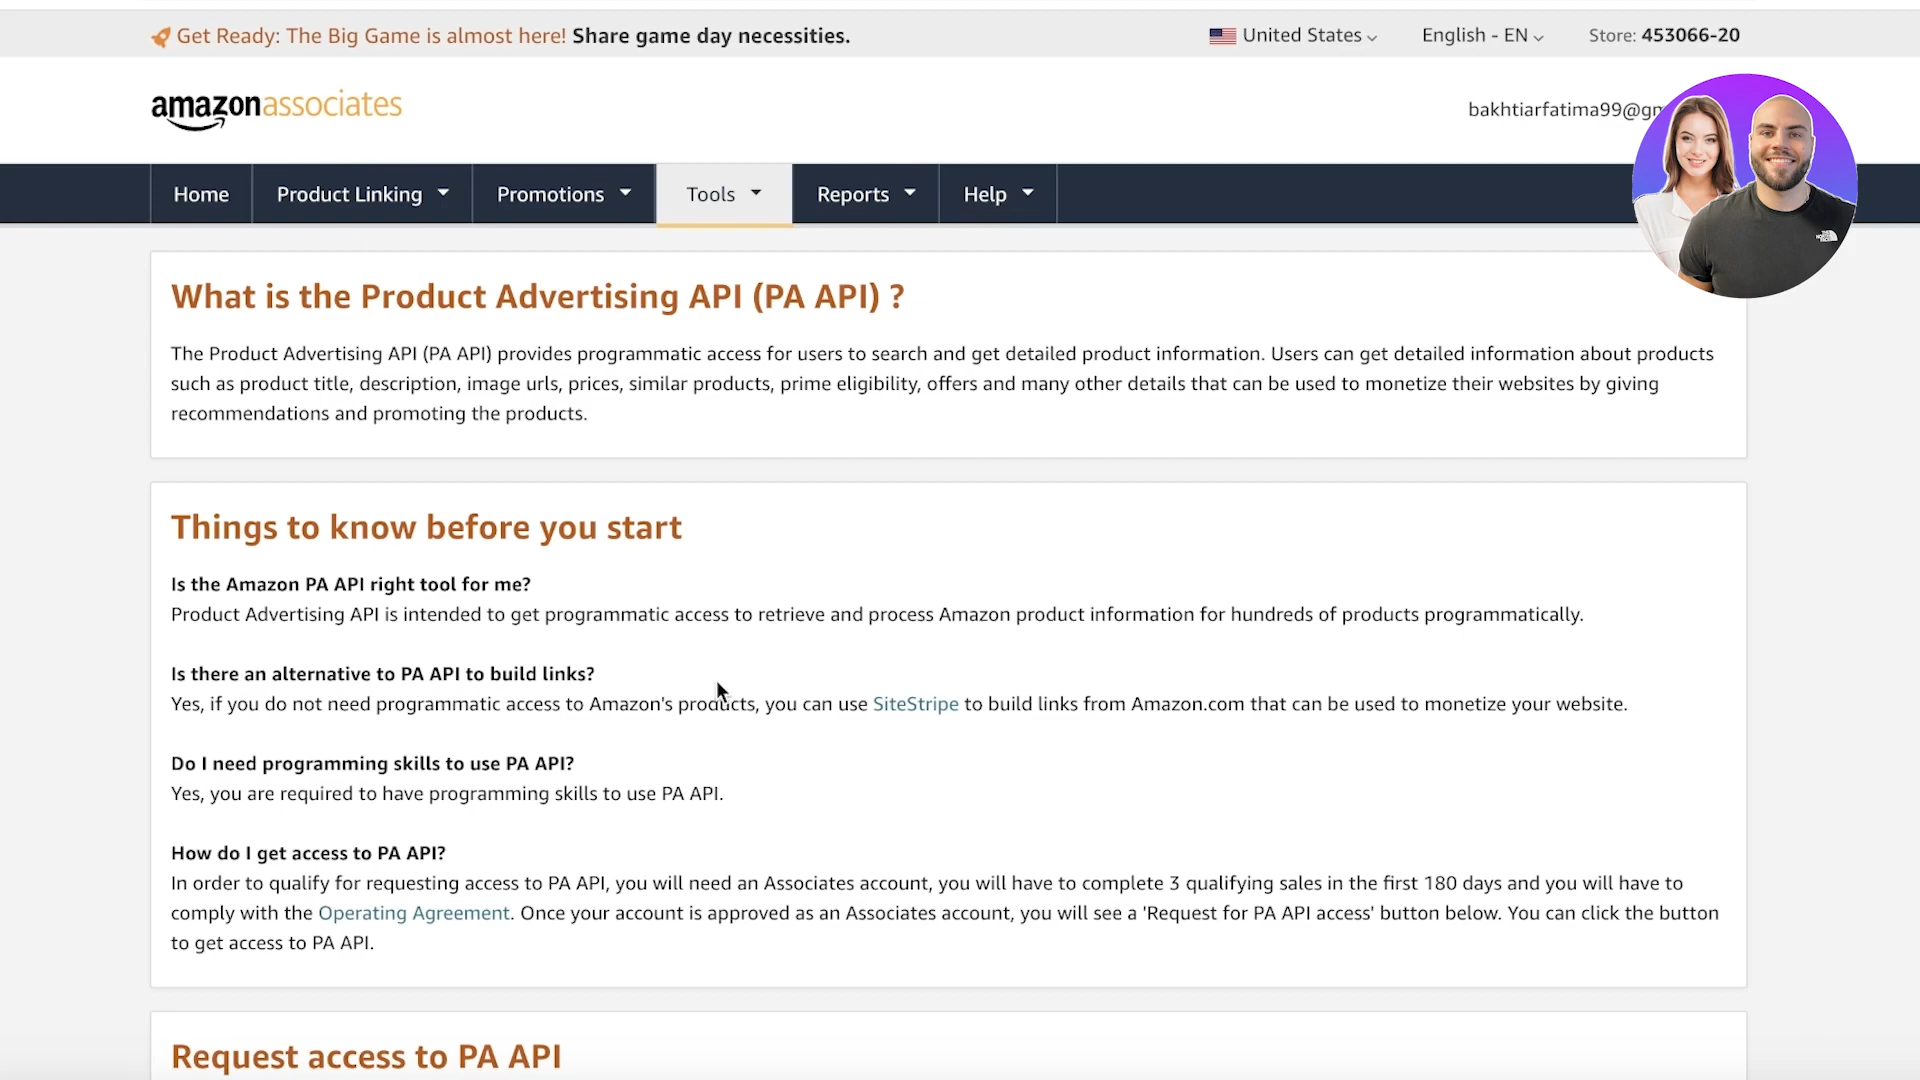 Get Ready: The Big Game is almost here! Share game day necessities.
United States
English - EN
Store: 453066-20
amazonassociates
bakhtiarfatima99@gm
Home
Product Linking
Promotions
Tools
Reports
Help
THE NORTH FACE
What is the Product Advertising API (PA API) ?
The Product Advertising API (PA API) provides programmatic access for users to search and get detailed product information. Users can get detailed information about products
such as product title, description, image urls, prices, similar products, prime eligibility, offers and many other details that can be used to monetize their websites by giving
recommendations and promoting the products.
Things to know before you start
Is the Amazon PA API right tool for me?
Product Advertising API is intended to get programmatic access to retrieve and process Amazon product information for hundreds of products programmatically.
Is there an alternative to PA API to build links?
Yes, if you do not need programmatic access to Amazon's products, you can use SiteStripe to build links from Amazon.com that can be used to monetize your website.
Do I need programming skills to use PA API?
Yes, you are required to have programming skills to use PA API.
How do I get access to PA API?
In order to qualify for requesting access to PA API, you will need an Associates account, you will have to complete 3 qualifying sales in the first 180 days and you will have to
comply with the Operating Agreement. Once your account is approved as an Associates account, you will see a 'Request for PA API access' button below. You can click the button
to get access to PA API.
Request access to PA API